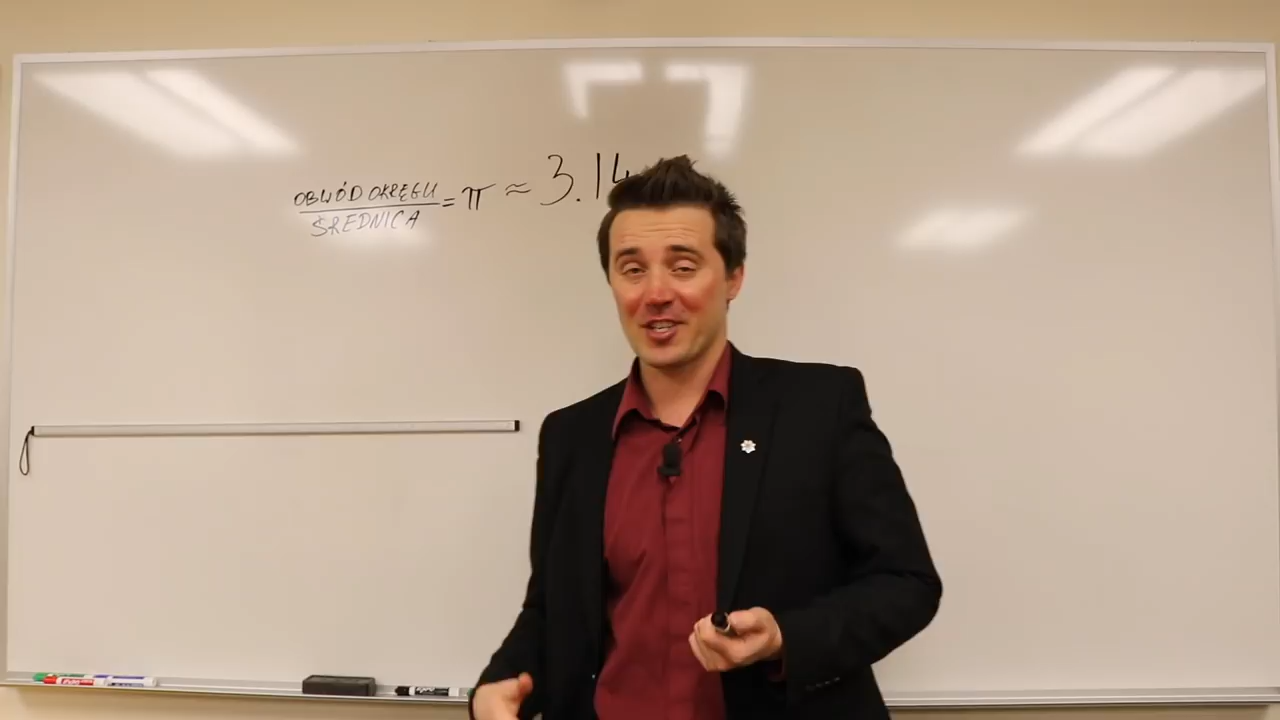 OBWÓD OKRĘGU
ŚREDNICA
= π ≈ 3.14